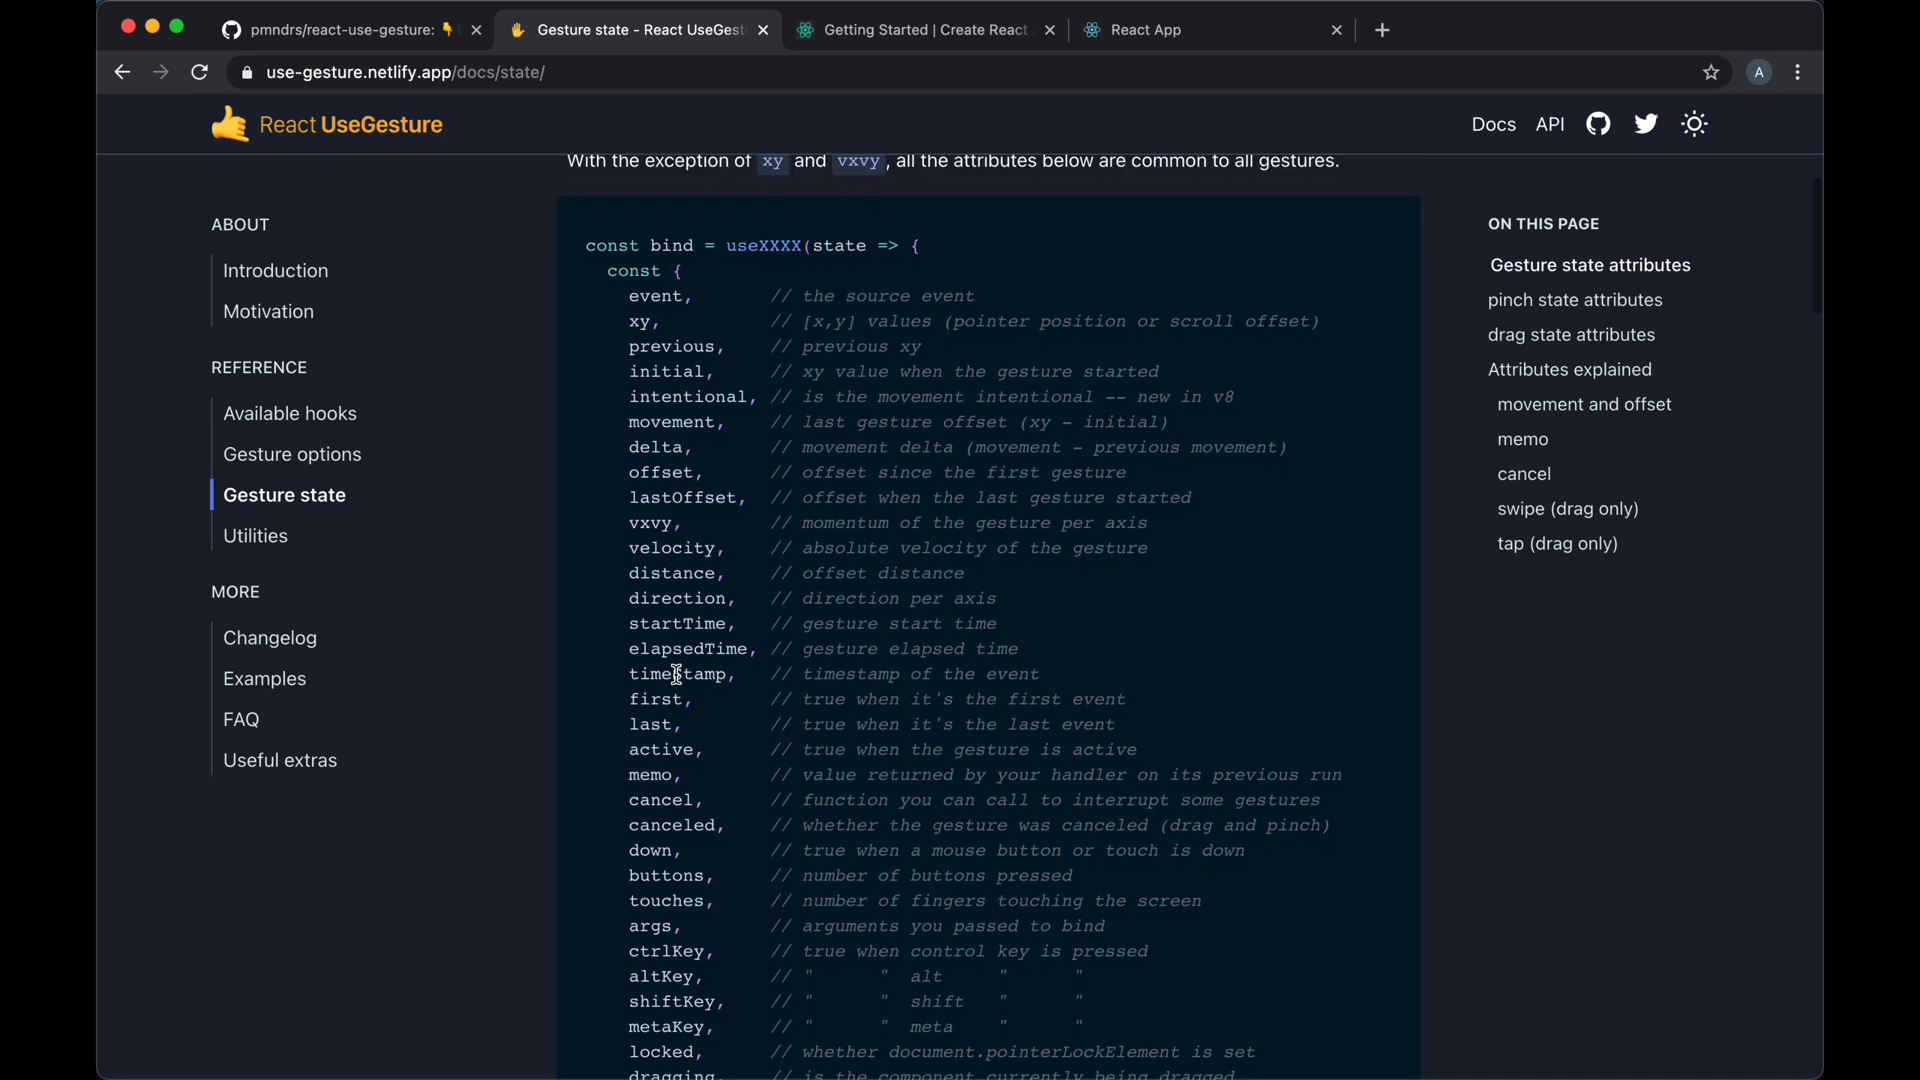 pmndrs/react-use-gesture: 👇
Gesture state - React UseGest
Getting Started | Create React
React App
use-gesture.netlify.app/docs/state/
A
React UseGesture
Docs
API
With the exception of xy and vxvy, all the attributes below are common to all gestures.
ABOUT
Introduction
Motivation
REFERENCE
Available hooks
Gesture options
Gesture state
Utilities
MORE
Changelog
Examples
FAQ
Useful extras
const bind = useXXXX(state => {
const {
event, // the source event
xy, // [x,y] values (pointer position or scroll offset)
previous, // previous xy
initial, // xy value when the gesture started
intentional, // is the movement intentional -- new in v8
movement, // last gesture offset (xy - initial)
delta, // movement delta (movement - previous movement)
offset, // offset since the first gesture
lastOffset, // offset when the last gesture started
vxvy, // momentum of the gesture per axis
velocity, // absolute velocity of the gesture
distance, // offset distance
direction, // direction per axis
startTime, // gesture start time
elapsedTime, // gesture elapsed time
timeStamp, // timestamp of the event
first, // true when it's the first event
last, // true when it's the last event
active, // true when the gesture is active
memo, // value returned by your handler on its previous run
cancel, // function you can call to interrupt some gestures
canceled, // whether the gesture was canceled (drag and pinch)
down, // true when a mouse button or touch is down
buttons, // number of buttons pressed
touches, // number of fingers touching the screen
args, // arguments you passed to bind
ctrlKey, // true when control key is pressed
altKey, // " " alt " "
shiftKey, // " " shift " "
metaKey, // " " meta " "
locked, // whether document.pointerLockElement is set
dragging, // is the component currently being dragged
ON THIS PAGE
Gesture state attributes
pinch state attributes
drag state attributes
Attributes explained
movement and offset
memo
cancel
swipe (drag only)
tap (drag only)